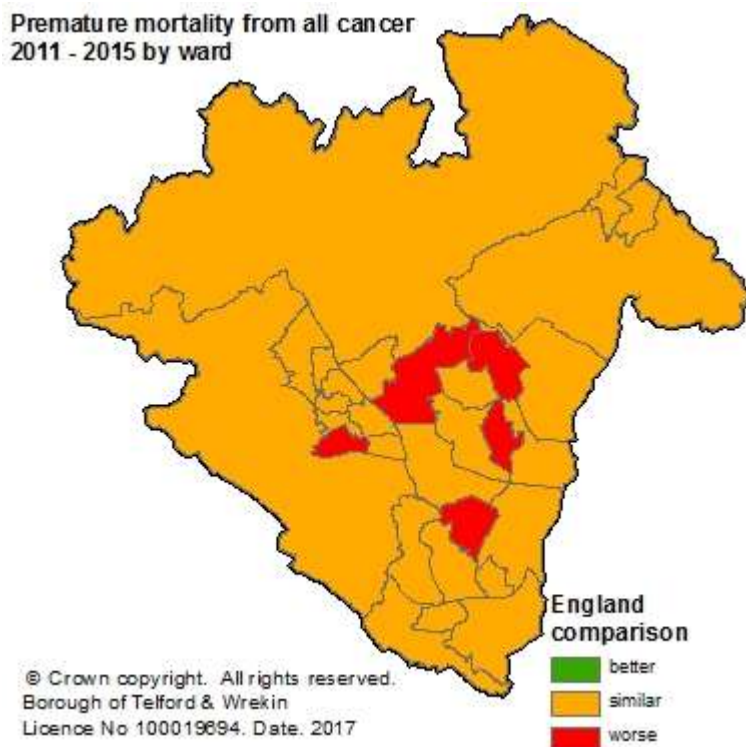 Premature mortality from all cancer
2011 - 2015 by ward
England
comparison
better
similar
worse
© Crown copyright. All rights reserved.
Borough of Telford & Wrekin
Licence No 100019694. Date. 2017